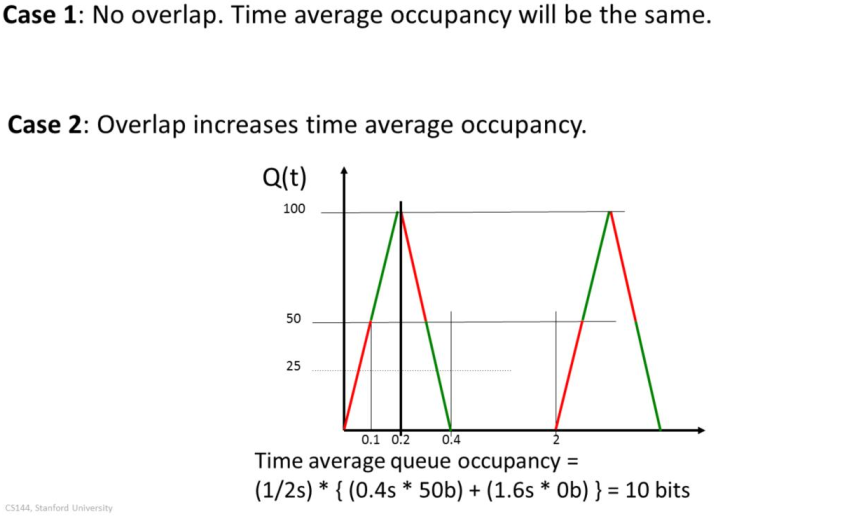 Case 1: No overlap. Time average occupancy will be the same.
Case 2: Overlap increases time average occupancy.
Q(t)
100
50
25
0.1 0.2 0.4 2
Time average queue occupancy =
(1/2s) * { (0.4s * 50b) + (1.6s * 0b) } = 10 bits
CS144, Stanford University